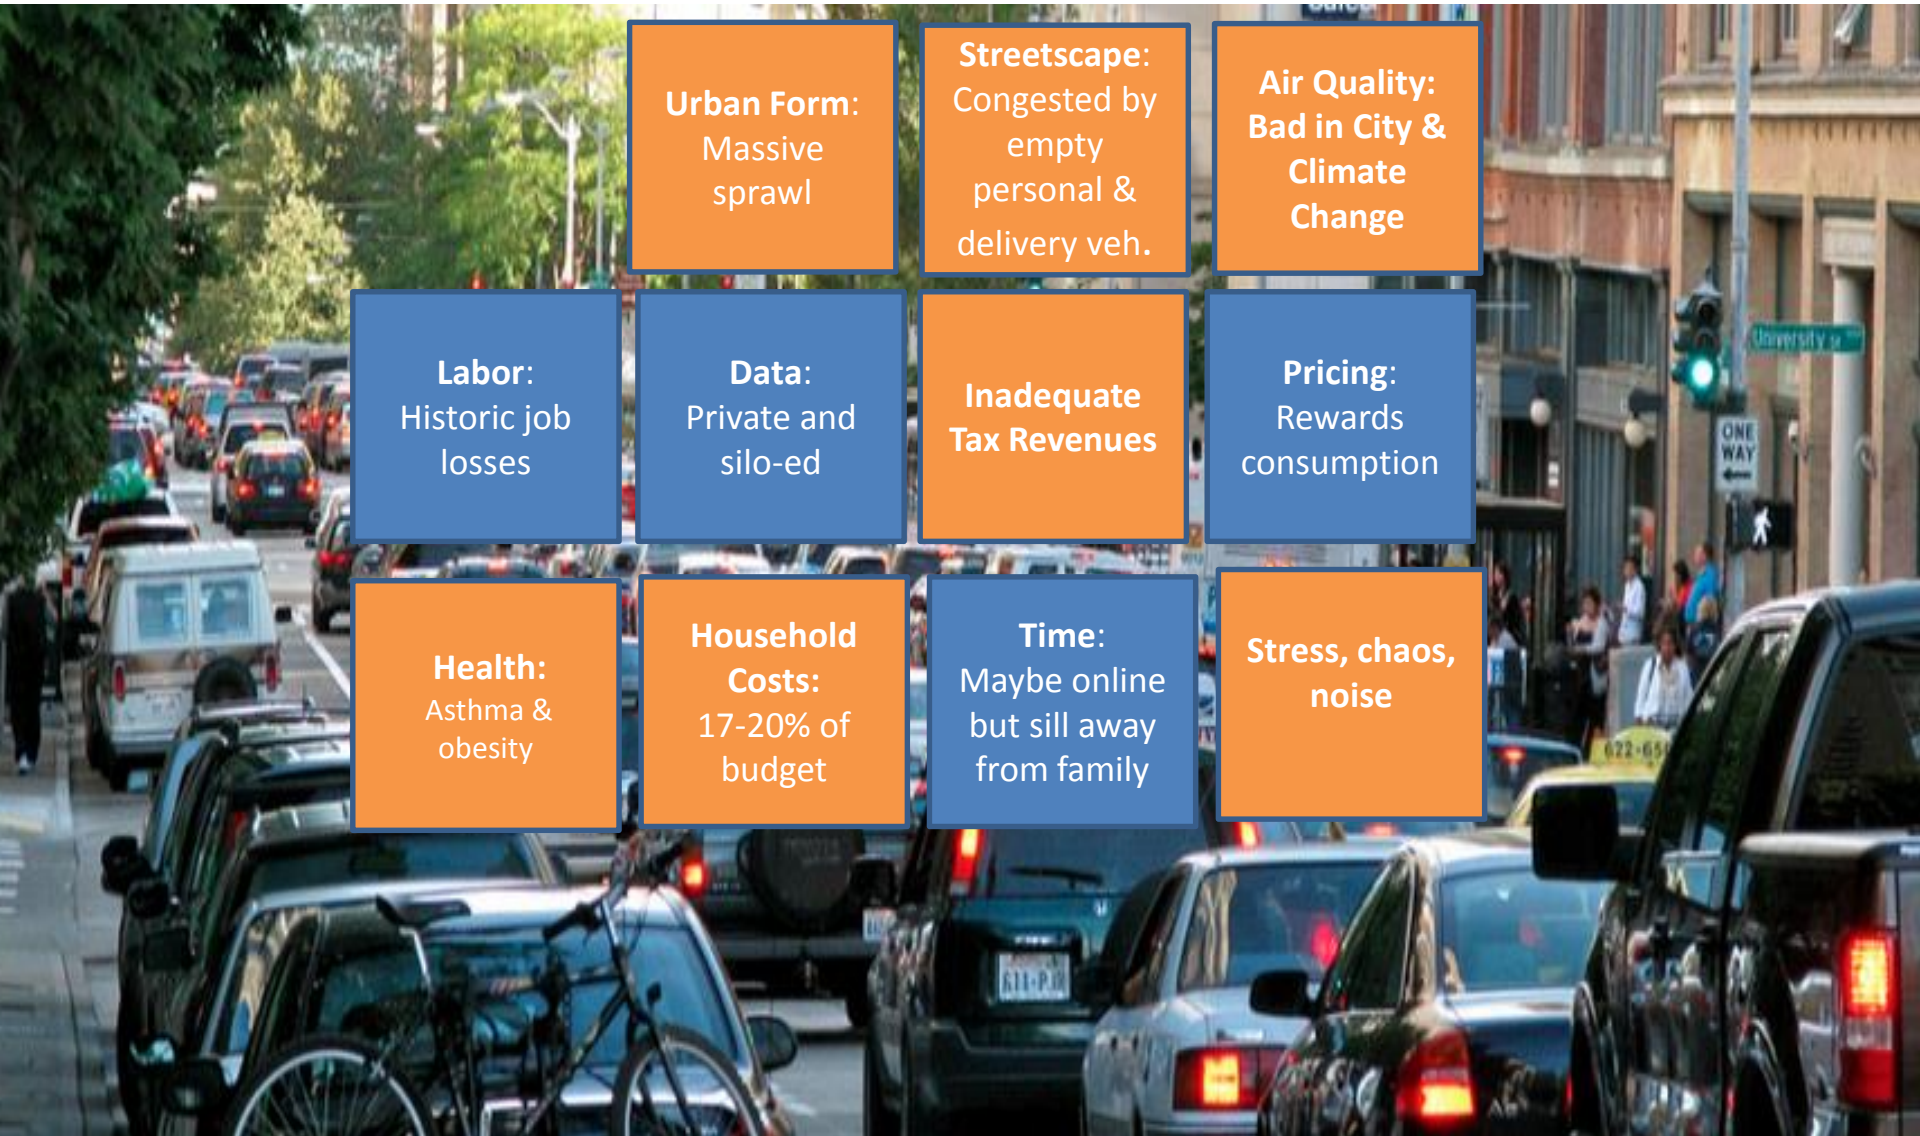 Urban Form:
Massive
sprawl
Streetscape:
Congested by
empty
personal &
delivery veh.
Air Quality:
Bad in City &
Climate
Change
Labor:
Historic job
losses
Data:
Private and
silo-ed
Inadequate
Tax Revenues
Pricing:
Rewards
consumption
University St
ONE
WAY
Health:
Asthma &
obesity
Household
Costs:
17-20% of
budget
Time:
Maybe online
but sill away
from family
Stress, chaos,
noise